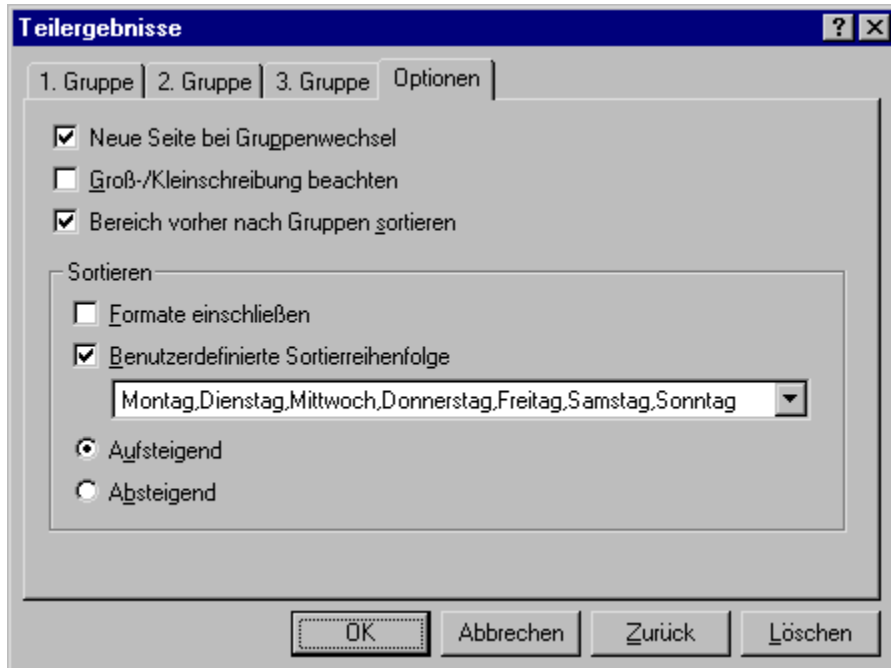 Teilergebnisse
1. Gruppe 2. Gruppe 3. Gruppe Optionen
Neue Seite bei Gruppenwechsel
Groß-/Kleinschreibung beachten
Bereich vorher nach Gruppen sortieren
Sortieren
Formate einschließen
Benutzerdefinierte Sortierreihenfolge
Montag,Dienstag,Mittwoch,Donnerstag,Freitag,Samstag,Sonntag
Aufsteigend
Absteigend
OK Abbrechen Zurück Löschen